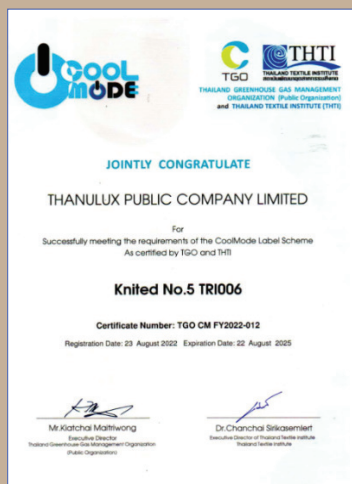 COOL
MODE
TGO
THTI
THAILAND TEXTILE INSTITUTE
THAILAND GREENHOUSE GAS MANAGEMENT
ORGANIZATION (Public Organization)
and THAILAND TEXTILE INSTITUTE (THTI)
JOINTLY CONGRATULATE
THANULUX PUBLIC COMPANY LIMITED
For
Successfully meeting the requirements of the CoolMode Label Scheme
As certified by TGO and THTI
Knited No.5 TRI006
Certificate Number: TGO CM FY2022-012
Registration Date: 23 August 2022 Expiration Date: 22 August 2025
Mr.Kiatchai Maitriwong
Executive Director
Thailand Greenhouse Gas Management Organization
(Public Organization)
Dr.Chanchai Sirikasemlert
Executive Director of Thailand Textile Institute
Thailand Textile Institute